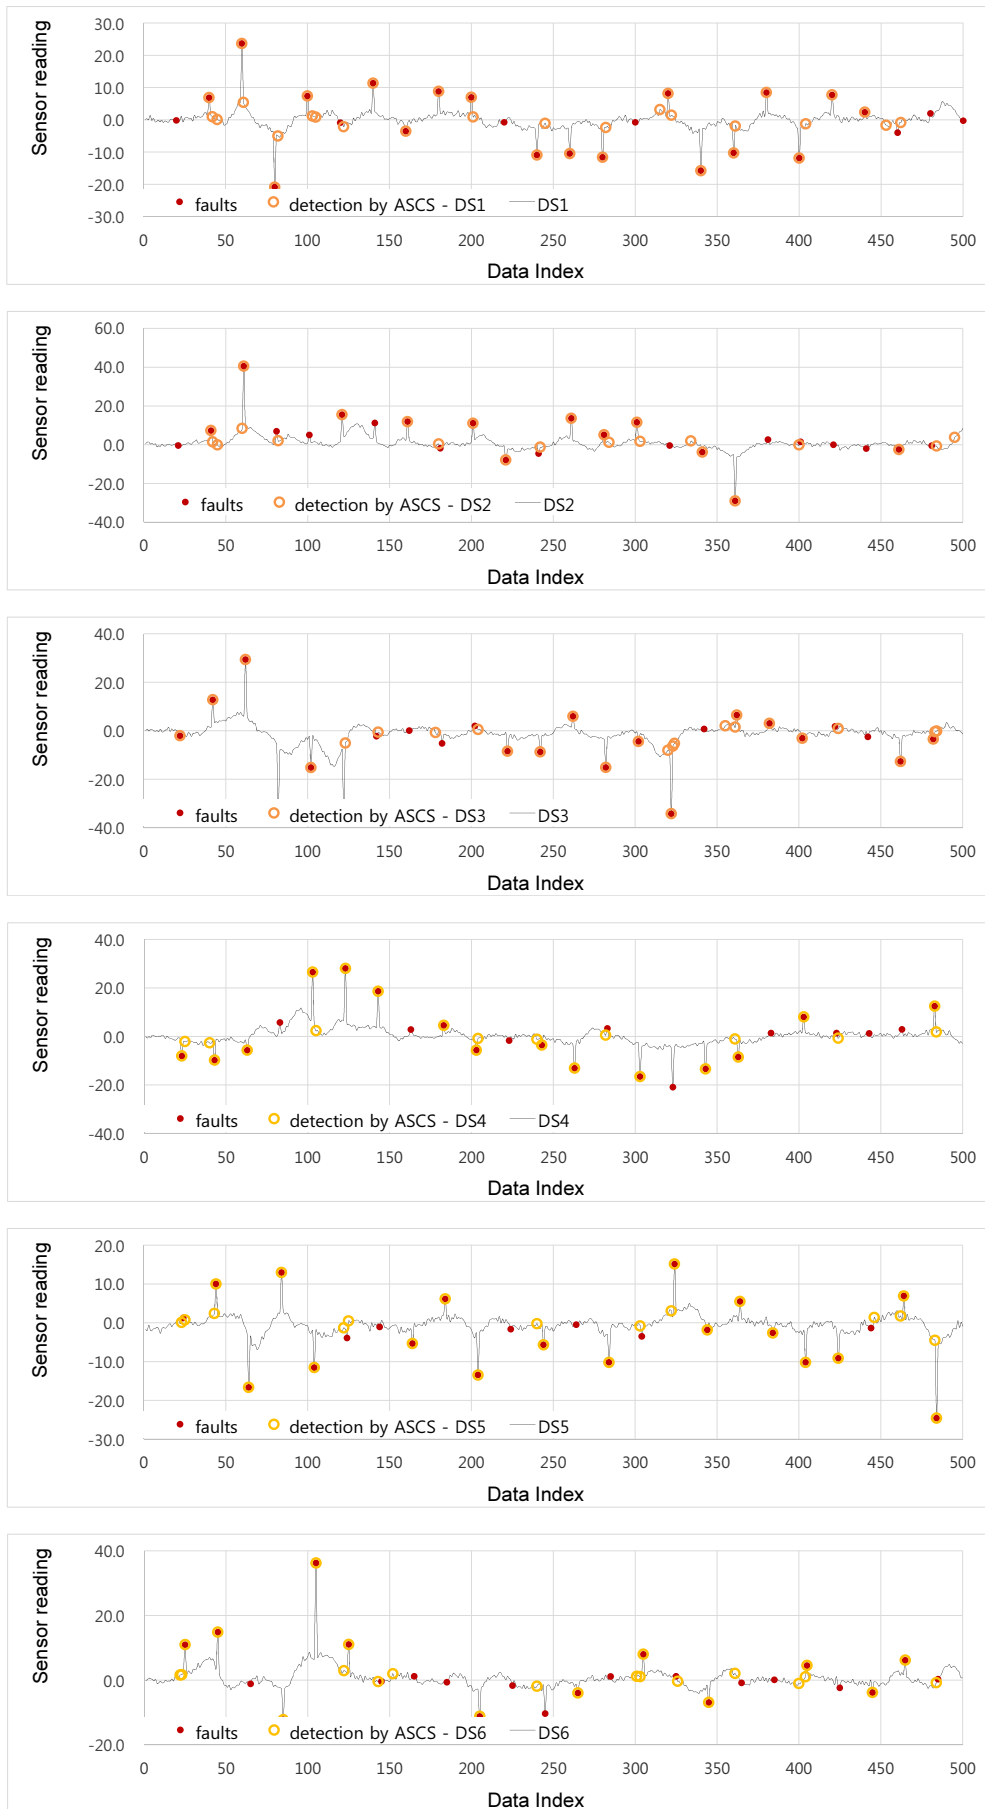 Sensor reading
30.0
20.0
10.0
0.0
-10.0
-20.0
-30.0
faults detection by ASCS - DS1 DS1
0 50 100 150 200 250 300 350 400 450 500
Data Index
Sensor reading
60.0
40.0
20.0
0.0
-20.0
-40.0
faults detection by ASCS - DS2 DS2
0 50 100 150 200 250 300 350 400 450 500
Data Index
Sensor reading
40.0
20.0
0.0
-20.0
-40.0
faults detection by ASCS - DS3 DS3
0 50 100 150 200 250 300 350 400 450 500
Data Index
Sensor reading
40.0
20.0
0.0
-20.0
-40.0
faults detection by ASCS - DS4 DS4
0 50 100 150 200 250 300 350 400 450 500
Data Index
Sensor reading
20.0
10.0
0.0
-10.0
-20.0
-30.0
faults detection by ASCS - DS5 DS5
0 50 100 150 200 250 300 350 400 450 500
Data Index
Sensor reading
40.0
20.0
0.0
-20.0
faults detection by ASCS - DS6 DS6
0 50 100 150 200 250 300 350 400 450 500
Data Index